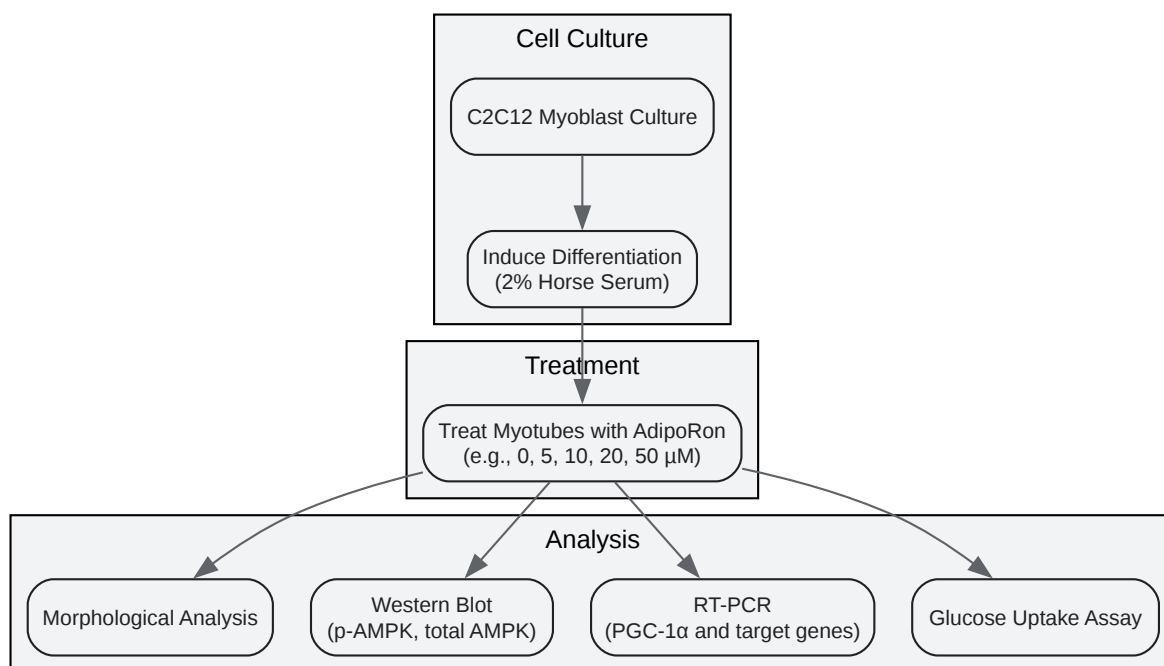 Cell Culture
C2C12 Myoblast Culture
Induce Differentiation
(2% Horse Serum)
Treatment
Treat Myotubes with AdipoRon
(e.g., 0, 5, 10, 20, 50 µM)
Analysis
Morphological Analysis
Western Blot
(p-AMPK, total AMPK)
RT-PCR
(PGC-1α and target genes)
Glucose Uptake Assay